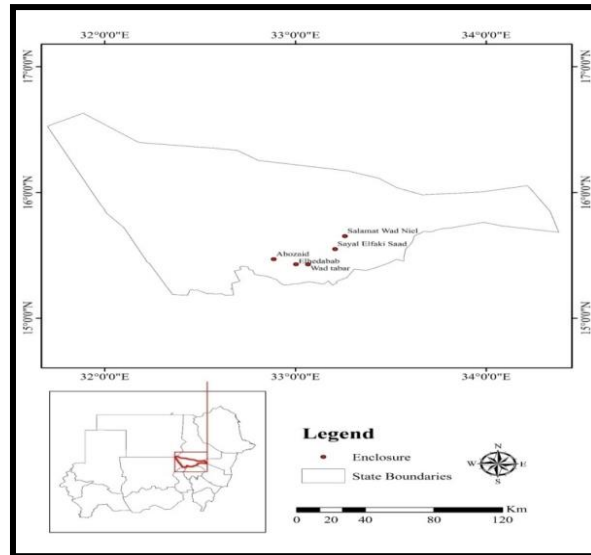 32°0'0"E 33°0'0"E 34°0'0"E
17°0'0"N 17°0'0"N
16°0'0"N 16°0'0"N
15°0'0"N 15°0'0"N
Salamat Wad Niel
Sayal Elfaki Saad
Abozaid
Elhedabab
Wad tabar
32°0'0"E 33°0'0"E 34°0'0"E
Legend
Enclosure
State Boundaries
N
W E
S
Km
0 20 40 80 120